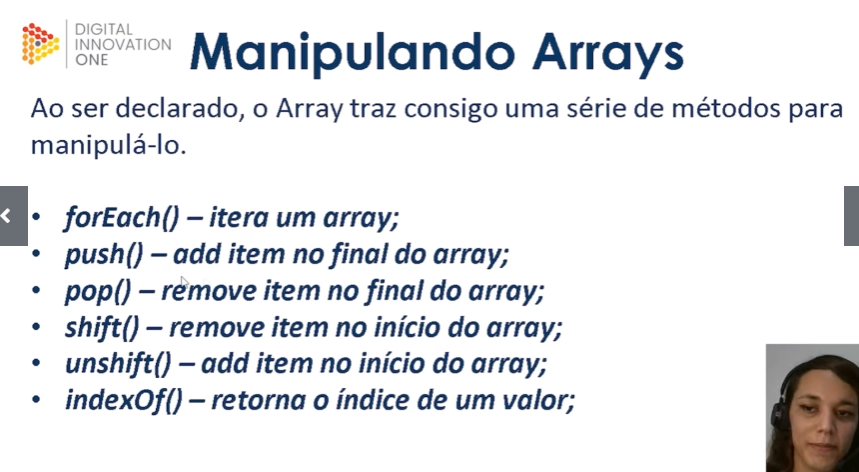 DIGITAL
INNOVATION
ONE
Manipulando Arrays
Ao ser declarado, o Array traz consigo uma série de métodos para
manipulá-lo.
• forEach() – itera um array;
• push() – add item no final do array;
• pop() – remove item no final do array;
• shift() – remove item no início do array;
• unshift() – add item no início do array;
• indexOf() – retorna o índice de um valor;